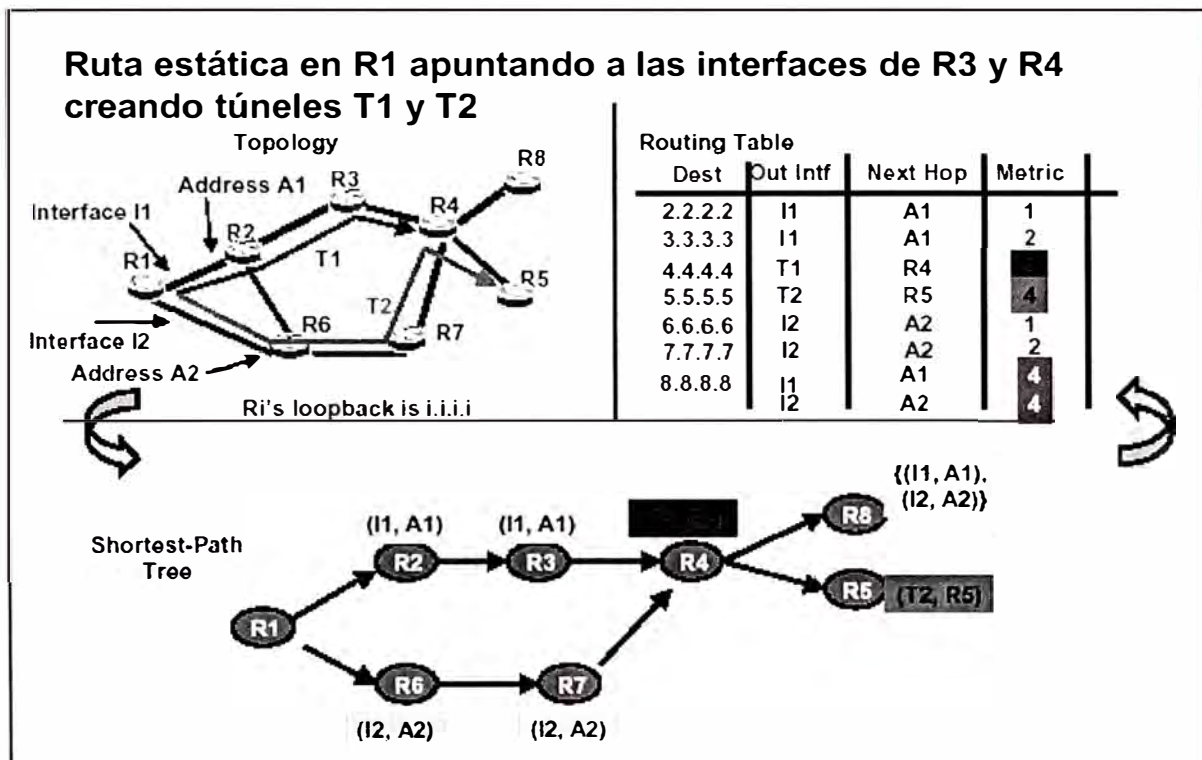 Ruta estática en R1 apuntando a las interfaces de R3 y R4
creando túneles T1 y T2
Topology
R8
Address A1
R3
Interface I1
R4
R2
R1
T1
R5
T2
R6
R7
Interface I2
Address A2
Ri's loopback is i.i.i.i
Routing Table
Dest Out Intf Next Hop Metric
2.2.2.2 I1 A1 1
3.3.3.3 I1 A1 2
4.4.4.4 T1 R4
5.5.5.5 T2 R5 4
6.6.6.6 I2 A2 1
7.7.7.7 I2 A2 2
8.8.8.8 I1 A1 4
I2 A2 4
{(I1, A1),
(I2, A2)}
R8
(I1, A1) (I1, A1)
Shortest-Path
Tree
R2 R3 R4
R5 (T2, R5)
R1
R6 R7
(I2, A2) (I2, A2)